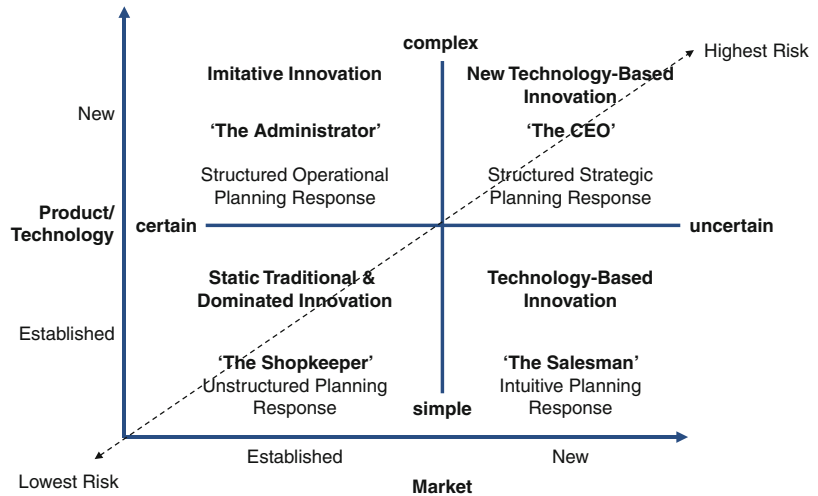 complex
Highest Risk
Imitative Innovation
New Technology-Based
Innovation
New
‘The Administrator’
‘The CEO’
Structured Operational
Planning Response
Structured Strategic
Planning Response
Product/
Technology
certain
uncertain
Static Traditional &
Dominated Innovation
Technology-Based
Innovation
Established
‘The Shopkeeper’
Unstructured Planning
Response
‘The Salesman’
Intuitive Planning
Response
simple
Established
New
Lowest Risk
Market